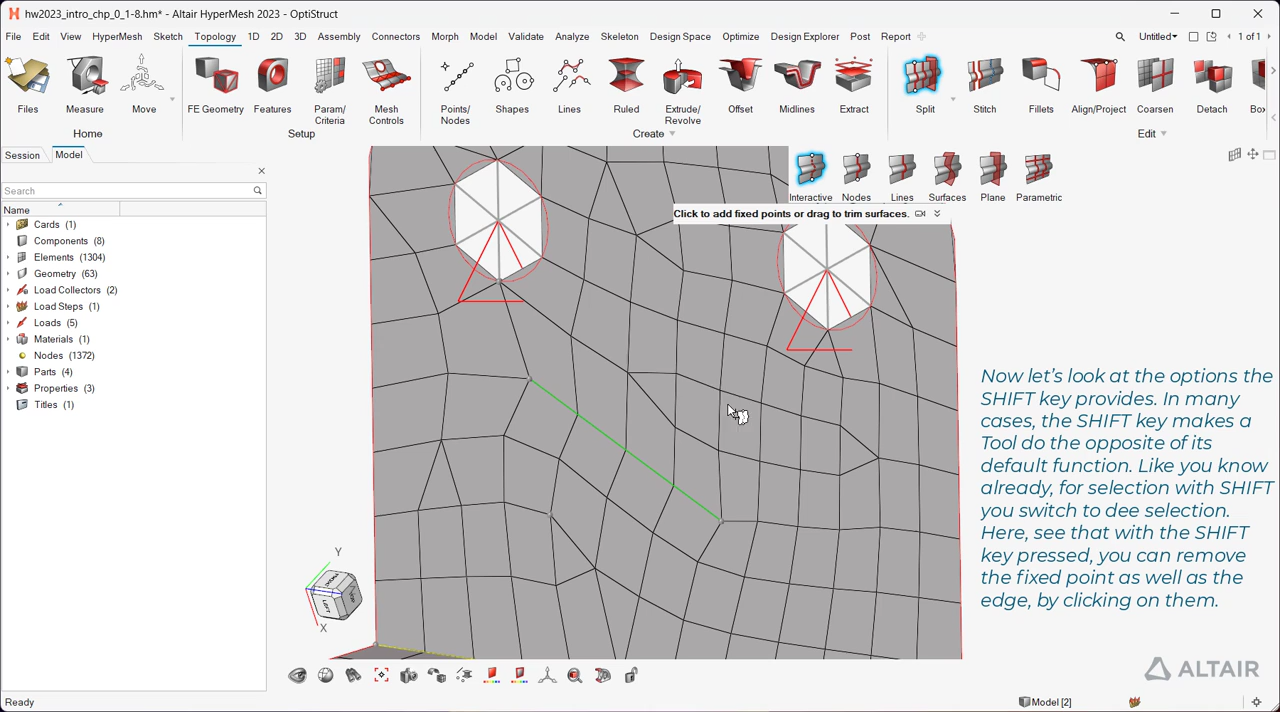 hw2023_intro_chp_0_1-8.hm* - Altair HyperMesh 2023 - OptiStruct
File Edit View HyperMesh Sketch Topology 1D 2D 3D Assembly Connectors Morph Model Validate Analyze Skeleton Design Space Optimize Design Explorer Post Report Untitled 1 of 1
Files Measure Move FE Geometry Features Param/ Criteria Mesh Controls Points/ Nodes Shapes Lines Ruled Extrude/ Revolve Offset Midlines Extract Split Stitch Fillets Align/Project Coarsen Detach Box
Home Setup Create Edit
Session Model
Interactive Nodes Lines Surfaces Plane Parametric
Search
Click to add fixed points or drag to trim surfaces.
Name
Cards (1)
Components (8)
Elements (1304)
Geometry (63)
Load Collectors (2)
Load Steps (1)
Loads (5)
Materials (1)
Nodes (1372)
Parts (4)
Properties (3)
Titles (1)
Now let's look at the options the
SHIFT key provides. In many
cases, the SHIFT key makes a
Tool do the opposite of its
default function. Like you know
already, for selection with SHIFT
you switch to dee selection.
Here, see that with the SHIFT
key pressed, you can remove
the fixed point as well as the
edge, by clicking on them.
Y
LEFT
X
ALTAIR
Ready
Model [2]